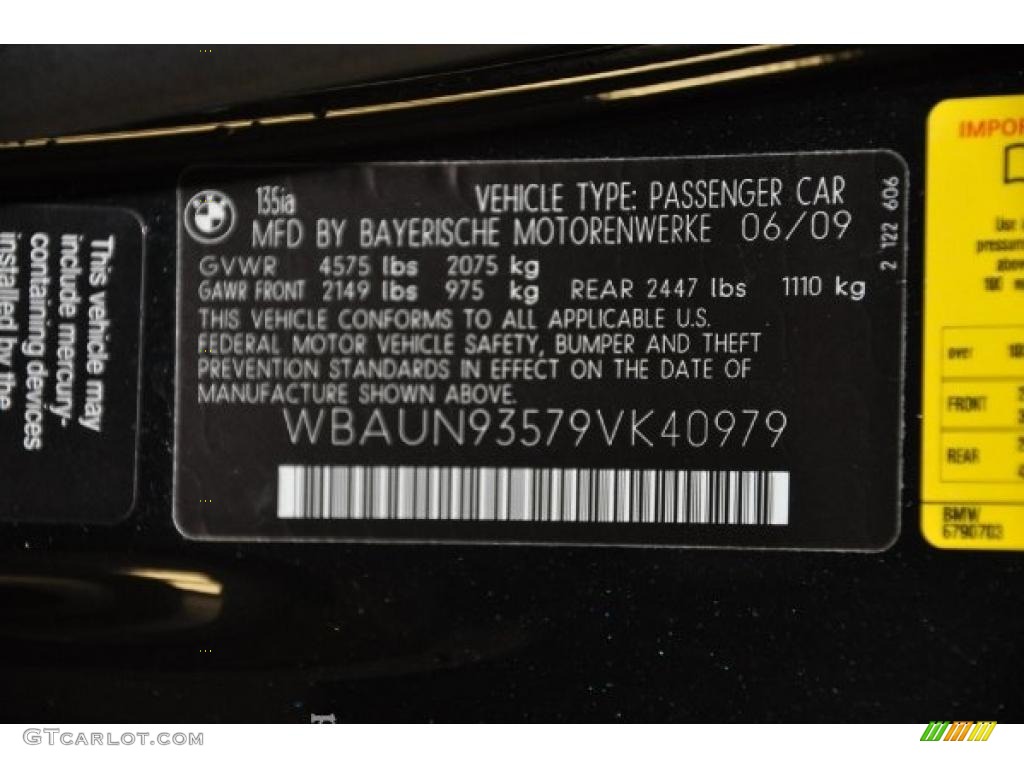 This vehicle may
include mercury-
containing devices
installed by the
135ia
VEHICLE TYPE: PASSENGER CAR
MFD BY BAYERISCHE MOTORENWERKE 06/09
GVWR 4575 lbs 2075 kg
GAWR FRONT 2149 lbs 975 kg REAR 2447 lbs 1110 kg
THIS VEHICLE CONFORMS TO ALL APPLICABLE U.S.
FEDERAL MOTOR VEHICLE SAFETY, BUMPER AND THEFT
PREVENTION STANDARDS IN EFFECT ON THE DATE OF
MANUFACTURE SHOWN ABOVE.
WBAUN93579VK40979
2 122 606
Use
over
FRONT
REAR
BMW
6790703
GTCARLOT.COM